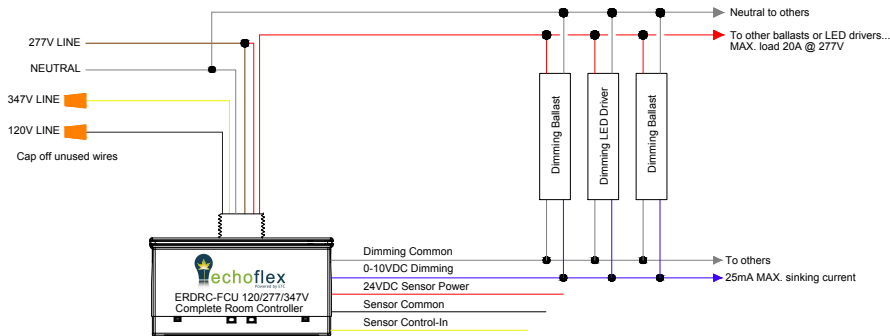 Neutral to others
To other ballasts or LED drivers...
MAX. load 20A @ 277V
277V LINE
NEUTRAL
347V LINE
120V LINE
Cap off unused wires
Dimming Ballast
Dimming LED Driver
Dimming Ballast
echoflex
Powered by ETC
ERDRC-FCU 120/277/347V
Complete Room Controller
Dimming Common
0-10VDC Dimming
24VDC Sensor Power
Sensor Common
Sensor Control-In
To others
25mA MAX. sinking current